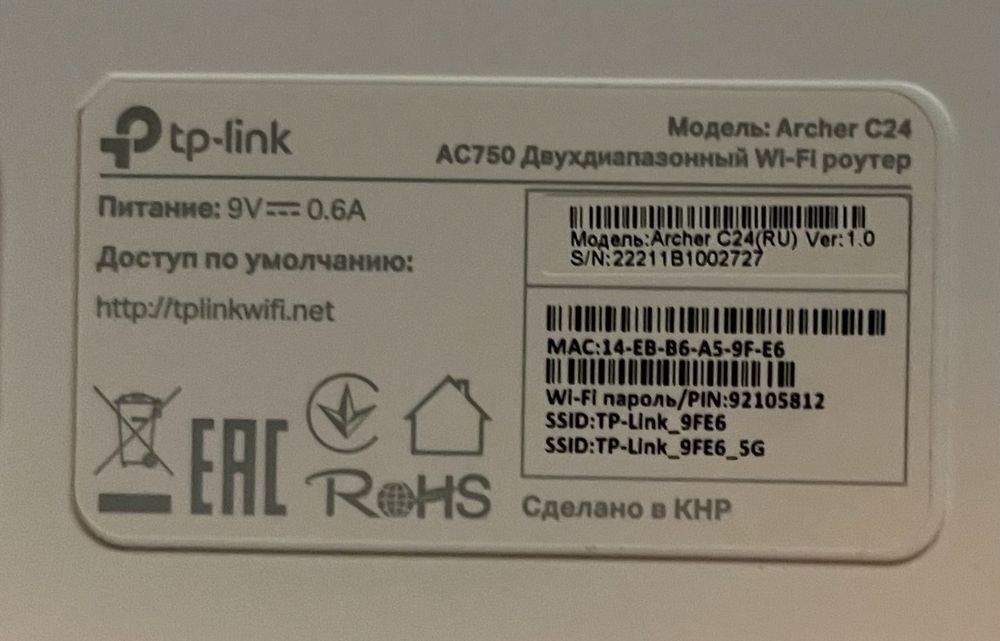 tp-link
Модель: Archer C24
AC750 Двухдиапазонный Wi-Fi роутер
Питание: 9V⎓0.6A
Доступ по умолчанию:
http://tplinkwifi.net
Модель:Archer C24(RU) Ver:1.0
S/N:22211B1002727
MAC:14-EB-B6-A5-9F-E6
Wi-Fi пароль/PIN:92105812
SSID:TP-Link_9FE6
SSID:TP-Link_9FE6_5G
EAC
RoHS
Сделано в КНР